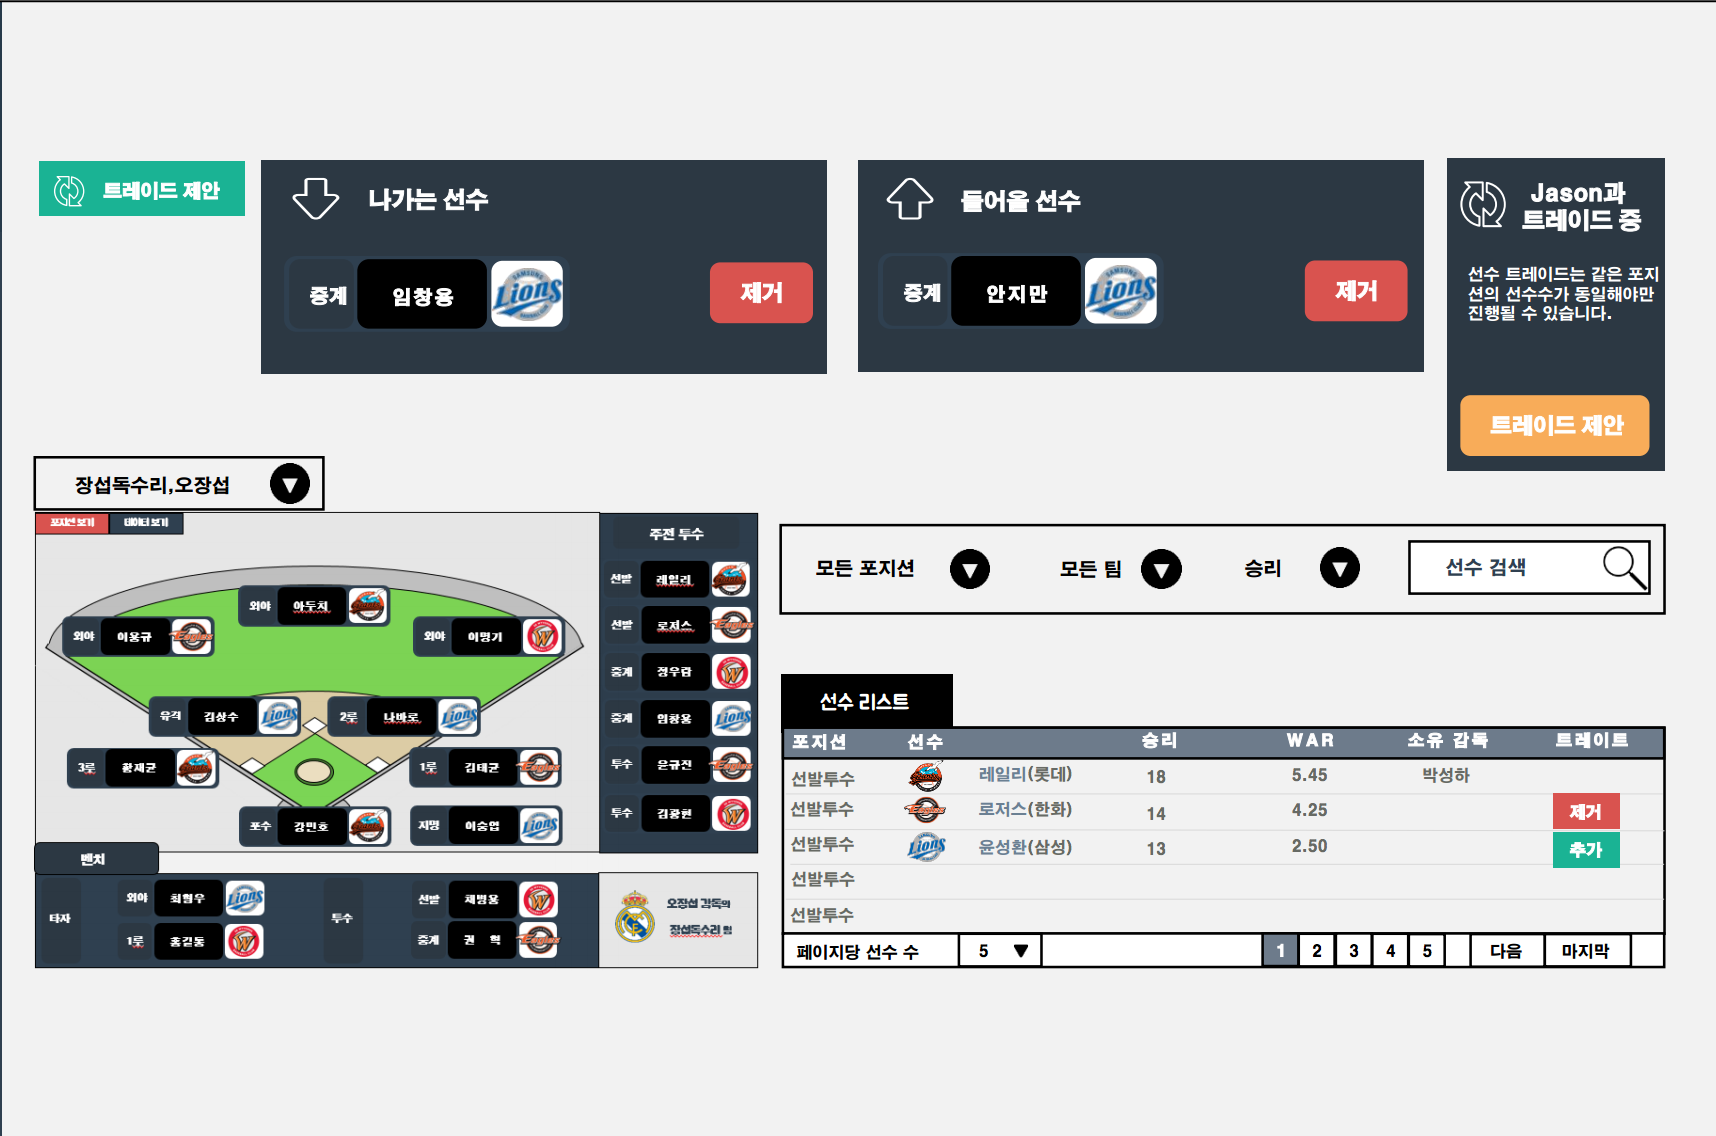 트레이드 제안
나가는 선수
중계 임창용
제거
들어올 선수
중계 안지만
제거
Jason과
트레이드 중
선수 트레이드는 같은 포지
션의 선수수가 동일해야만
진행될 수 있습니다.
트레이드 제안
장섭독수리,오장섭
포지션 보기 데이터 보기
외야 아두치
외야 이용규
외야 이명기
유격 김상수
2루 나바로
3루 황재균
1루 김태균
포수 강민호
지명 이승엽
주전 투수
선발 레일리
선발 로저스
중계 정우람
중계 임창용
투수 윤규진
투수 김광현
벤치
타자
외야 최형우
1루 홍길동
투수
선발 채병용
중계 권 혁
오장섭 감독의
장섭독수리 팀
모든 포지션 모든 팀 승리 선수 검색
선수 리스트
포지션 선수 승리 WAR 소유 감독 트레이트
선발투수 레일리(롯데) 18 5.45 박성하
선발투수 로저스(한화) 14 4.25 제거
선발투수 Lions 윤성환(삼성) 13 2.50 추가
선발투수
선발투수
페이지당 선수 수 5 1 2 3 4 5 다음 마지막